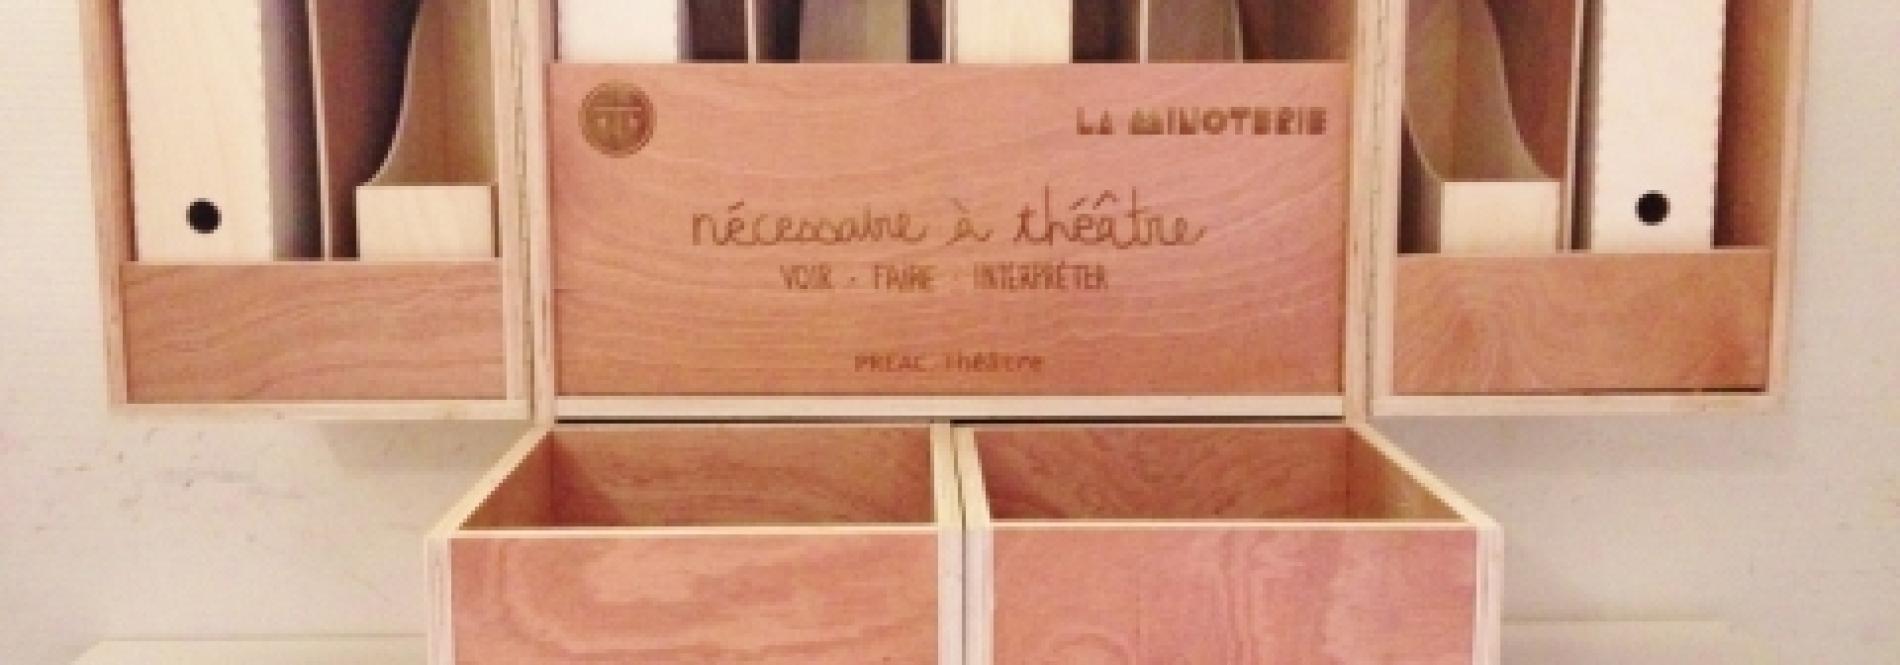 LA MINOTERIE
nécessaire à théâtre
VOIR · FAIRE · INTERPRÉTER
PREAC Théâtre